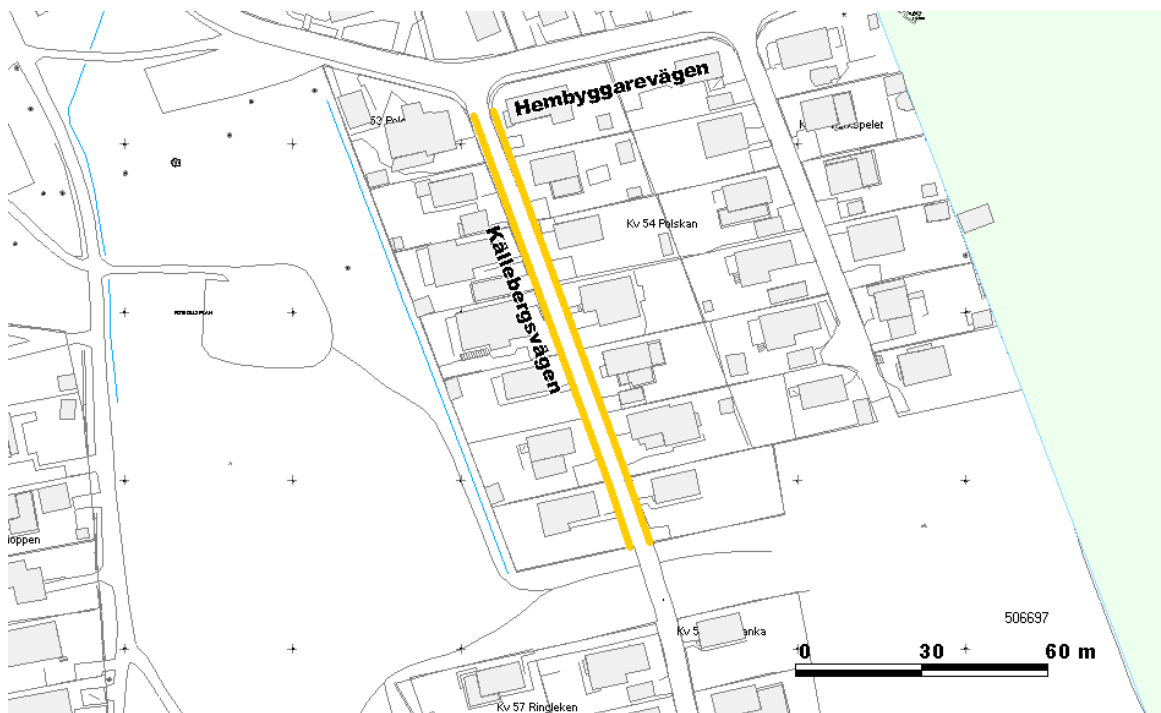 Hembyggarevägen
Kv 54 Polskan
Källebergsvägen
506697
0 30 60 m
Kv 57 Ringleken